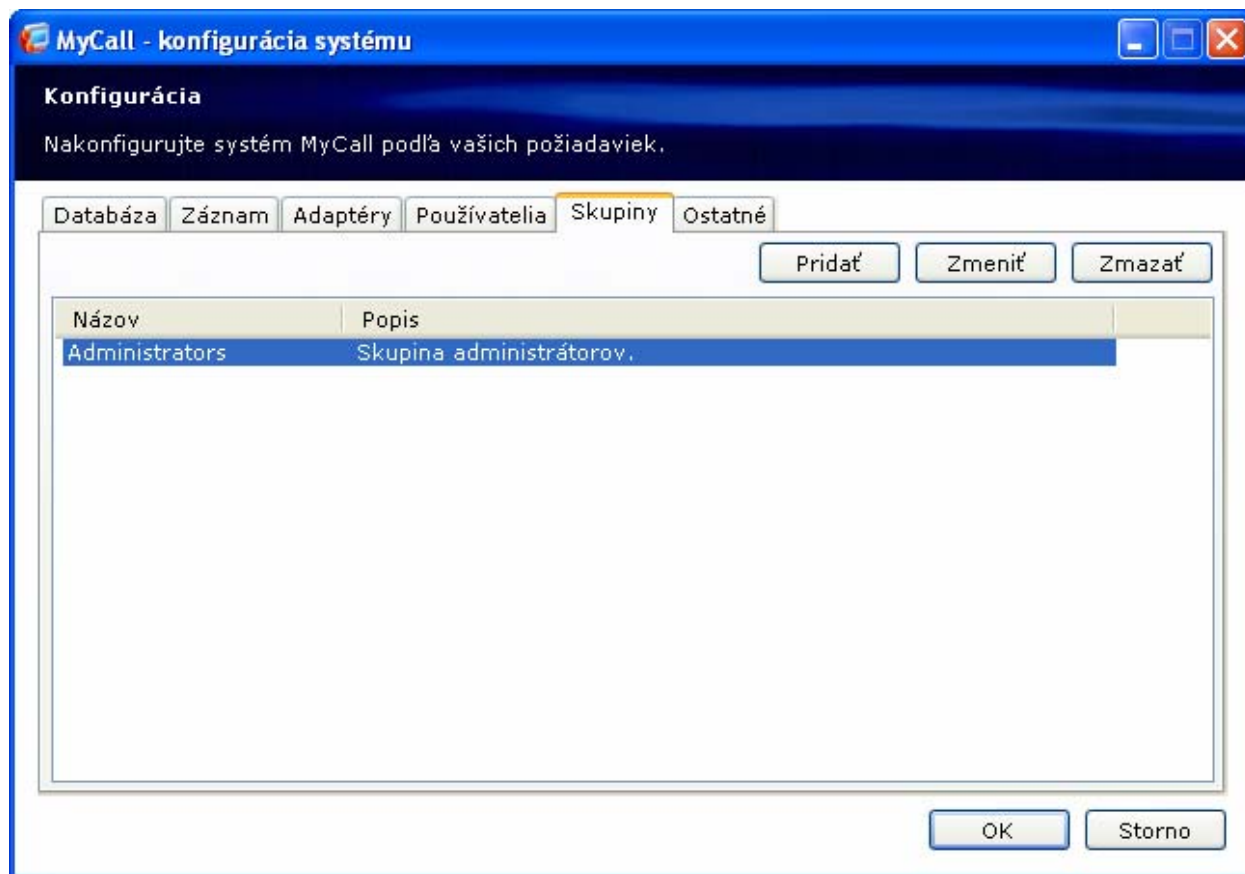 MyCall - konfigurácia systému
Konfigurácia
Nakonfigurujte systém MyCall podľa vašich požiadaviek.
Databáza Záznam Adaptéry Používatelia Skupiny Ostatné
Pridať Zmeniť Zmazať
Názov Popis
Administrators Skupina administrátorov.
OK Storno